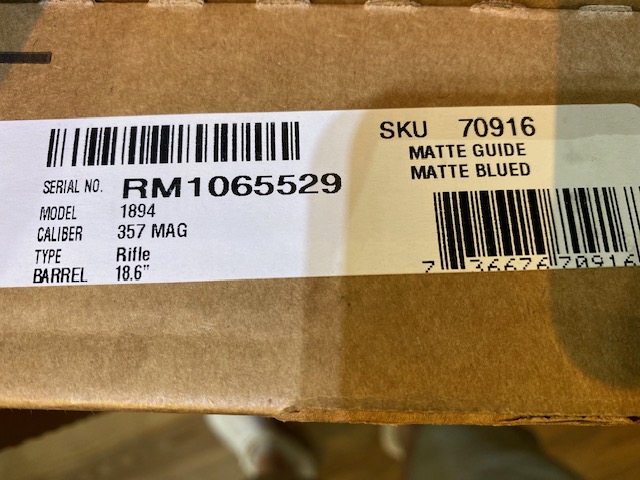 SERIAL NO. RM1065529
MODEL 1894
CALIBER 357 MAG
TYPE Rifle
BARREL 18.6"
SKU 70916
MATTE GUIDE
MATTE BLUED
7 36676 70916